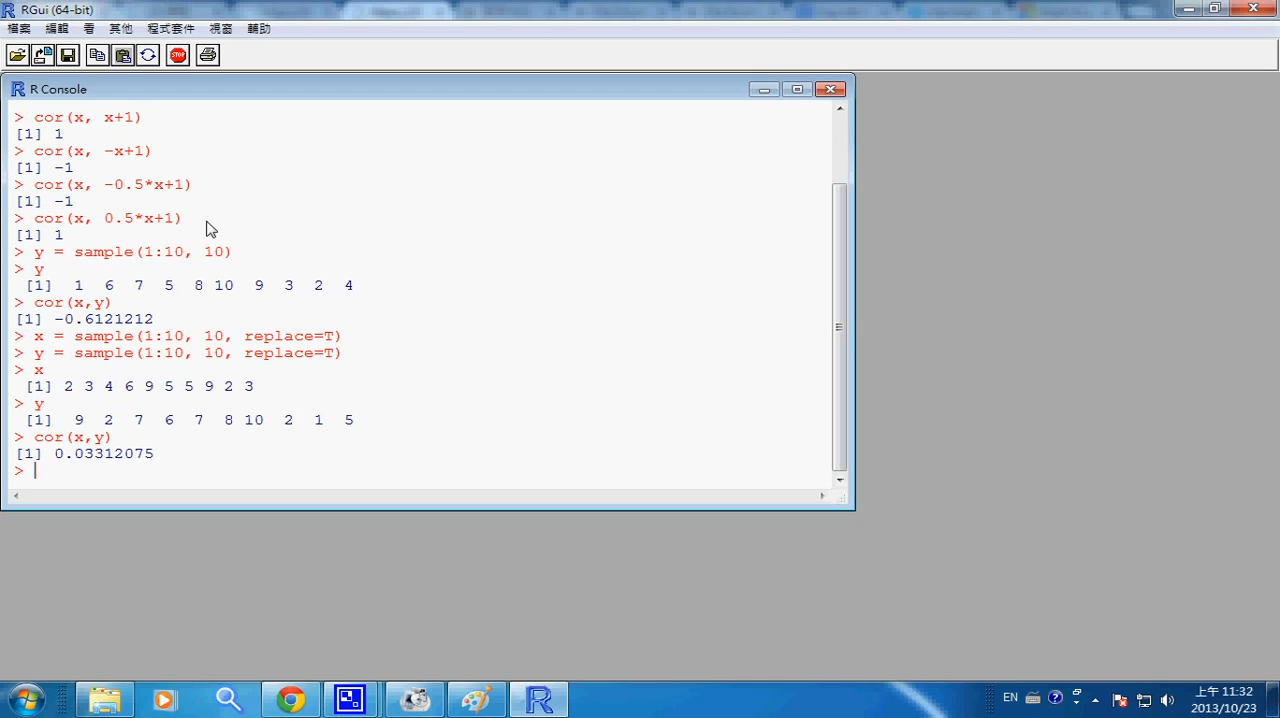 RGui (64-bit)
檔案 編輯 看 其他 程式套件 視窗 輔助
STOP
R Console
> cor(x, x+1)
[1] 1
> cor(x, -x+1)
[1] -1
> cor(x, -0.5*x+1)
[1] -1
> cor(x, 0.5*x+1)
[1] 1
> y = sample(1:10, 10)
> y
[1] 1 6 7 5 8 10 9 3 2 4
> cor(x,y)
[1] -0.6121212
> x = sample(1:10, 10, replace=T)
> y = sample(1:10, 10, replace=T)
> x
[1] 2 3 4 6 9 5 5 9 2 3
> y
[1] 9 2 7 6 7 8 10 2 1 5
> cor(x,y)
[1] 0.03312075
>
EN
上午 11:32
2013/10/23